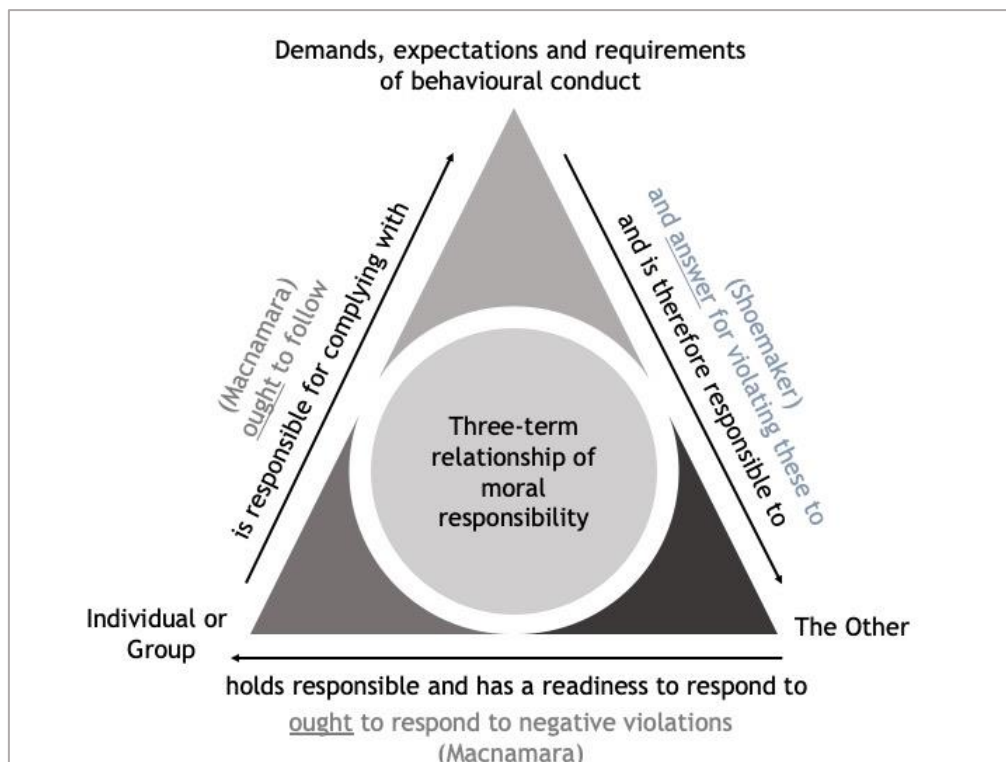 Demands, expectations and requirements
of behavioural conduct
(Macnamara)
ought to follow
is responsible for complying with
(Shoemaker)
and answer for violating these to
and is therefore responsible to
Three-term
relationship of
moral
responsibility
Individual or
Group
The Other
holds responsible and has a readiness to respond to
ought to respond to negative violations
(Macnamara)